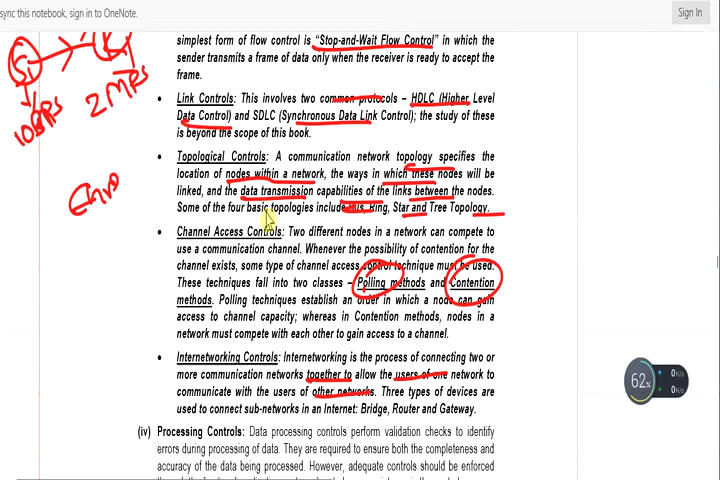 sync this notebook, sign in to OneNote.
Sign In
simplest form of flow control is "Stop-and-Wait Flow Control" in which the
sender transmits a frame of data only when the receiver is ready to accept the
frame.
• Link Controls: This involves two common protocols – HDLC (Higher Level
Data Control) and SDLC (Synchronous Data Link Control); the study of these
is beyond the scope of this book.
• Topological Controls: A communication network topology specifies the
location of nodes within a network, the ways in which these nodes will be
linked, and the data transmission capabilities of the links between the nodes.
Some of the four basic topologies include Bus, Ring, Star and Tree Topology.
• Channel Access Controls: Two different nodes in a network can compete to
use a communication channel. Whenever the possibility of contention for the
channel exists, some type of channel access control technique must be used.
These techniques fall into two classes – Polling methods and Contention
methods. Polling techniques establish an order in which a node can gain
access to channel capacity; whereas in Contention methods, nodes in a
network must compete with each other to gain access to a channel.
• Internetworking Controls: Internetworking is the process of connecting two or
more communication networks together to allow the users of one network to
communicate with the users of other networks. Three types of devices are
used to connect sub-networks in an Internet: Bridge, Router and Gateway.
(iv) Processing Controls: Data processing controls perform validation checks to identify
errors during processing of data. They are required to ensure both the completeness and
accuracy of the data being processed. However, adequate controls should be enforced
62%
0K/s
0K/s